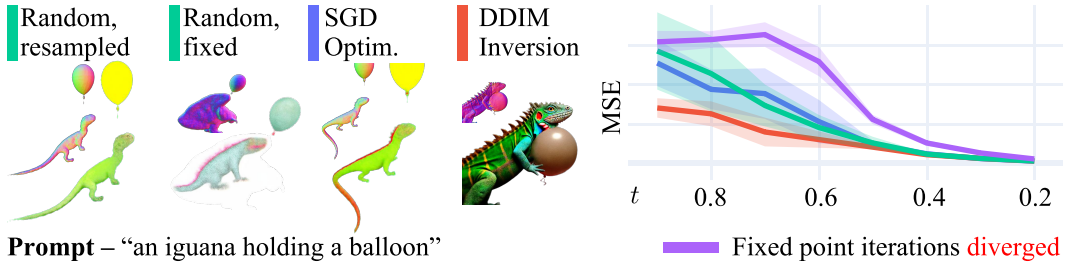 Random,
resampled
Random,
fixed
SGD
Optim.
DDIM
Inversion
MSE
t
0.8
0.6
0.4
0.2
Prompt – “an iguana holding a balloon”
Fixed point iterations diverged